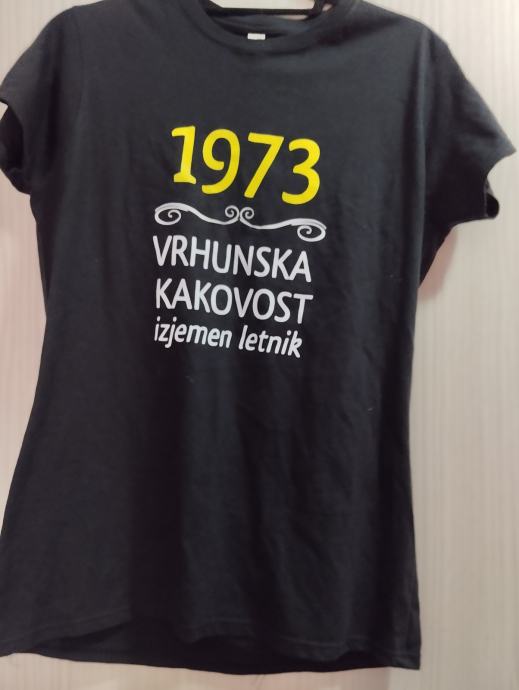 1973
VRHUNSKA
KAKOVOST
izjemen letnik